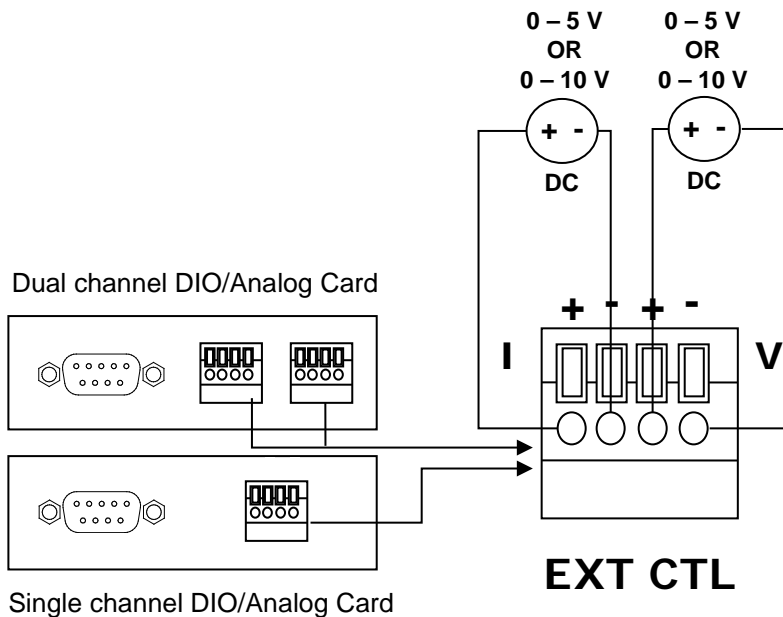 0 – 5 V
OR
0 – 10 V
+ -
DC
0 – 5 V
OR
0 – 10 V
+ -
DC
Dual channel DIO/Analog Card
+ - + -
I V
EXT CTL
Single channel DIO/Analog Card